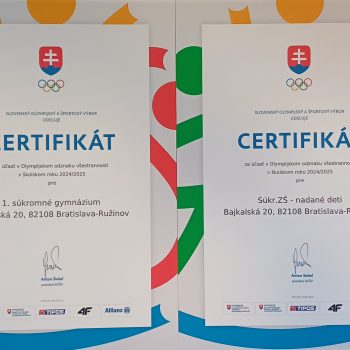 SLOVENSKÝ OLYMPIJSKÝ A ŠPORTOVÝ VÝBOR
UDEĽUJE
CERTIFIKÁT
za účasť v Olympijskom odznaku všestrannosti
v školskom roku 2024/2025
pre
1. súkromné gymnázium
20, 82108 Bratislava-Ružinov
Anton Siekel
prezident SOŠV
TIPOS
4F
Allianz
SLOVENSKÝ OLYMPIJSKÝ A ŠPORTOVÝ VÝBOR
UDEĽUJE
CERTIFIKÁT
za účasť v Olympijskom odznaku všestrannosti
v školskom roku 2024/2025
pre
Súkr.ZŠ - nadané deti
Bajkalská 20, 82108 Bratislava
Anton Siekel
prezident SOŠV
TIPOS
4F